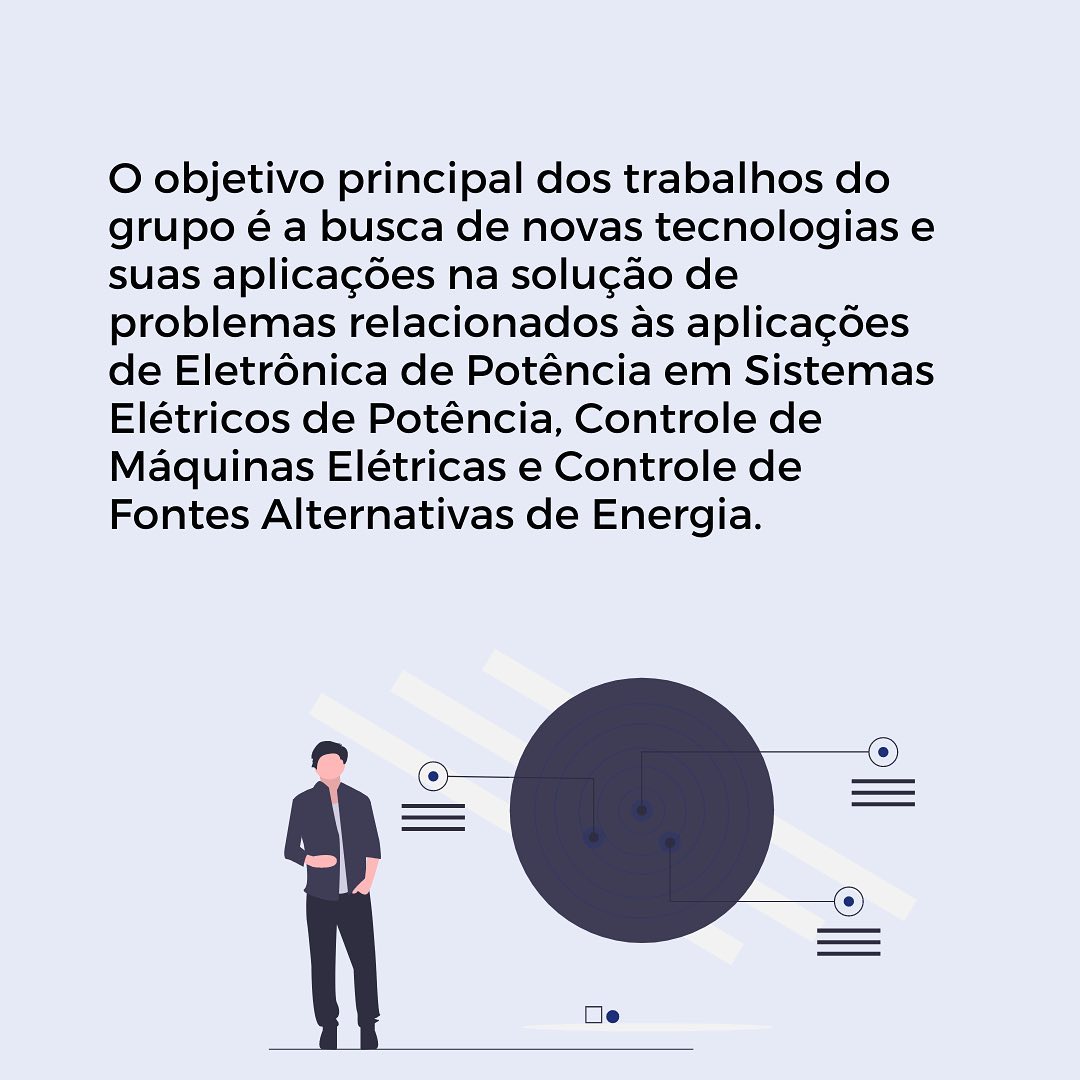 O objetivo principal dos trabalhos do
grupo é a busca de novas tecnologias e
suas aplicações na solução de
problemas relacionados às aplicações
de Eletrônica de Potência em Sistemas
Elétricos de Potência, Controle de
Máquinas Elétricas e Controle de
Fontes Alternativas de Energia.